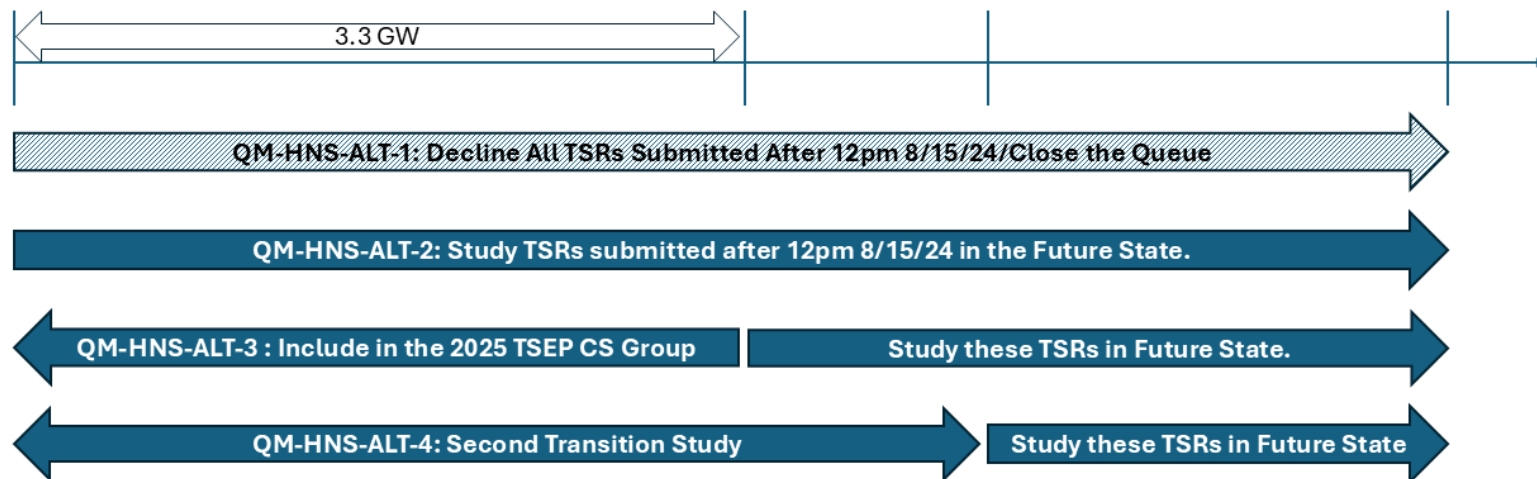 3.3 GW
QM-HNS-ALT-1: Decline All TSRs Submitted After 12pm 8/15/24/Close the Queue
QM-HNS-ALT-2: Study TSRs submitted after 12pm 8/15/24 in the Future State.
QM-HNS-ALT-3 : Include in the 2025 TSEP CS Group
Study these TSRs in Future State.
QM-HNS-ALT-4: Second Transition Study
Study these TSRs in Future State